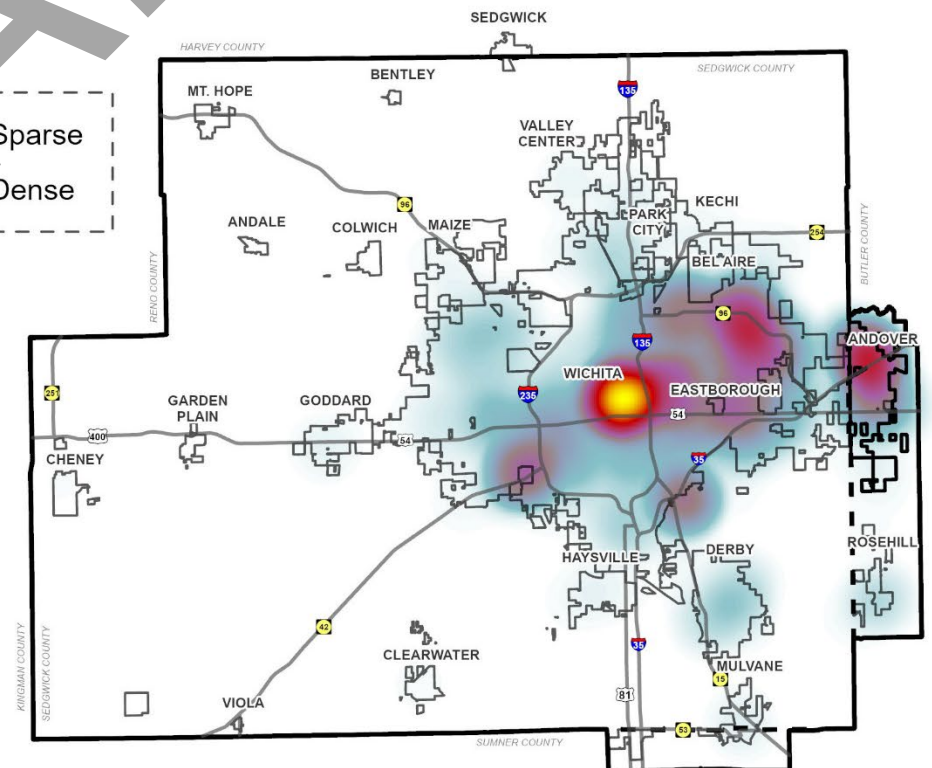 SEDGWICK
HARVEY COUNTY
SEDGWICK COUNTY
BENTLEY
MT. HOPE
135
Sparse
Dense
VALLEY
CENTER
96
KECHI
PARK
CITY
ANDALE
COLWICH
MAIZE
254
BEL AIRE
BUTLER COUNTY
RENO COUNTY
96
135
ANDOVER
WICHITA
EASTBOROUGH
251
235
GARDEN
PLAIN
GODDARD
54
400
54
CHENEY
35
HAYSVILLE
DERBY
ROSEHILL
42
35
KINGMAN COUNTY
SEDGWICK COUNTY
CLEARWATER
MULVANE
15
81
VIOLA
53
SUMNER COUNTY